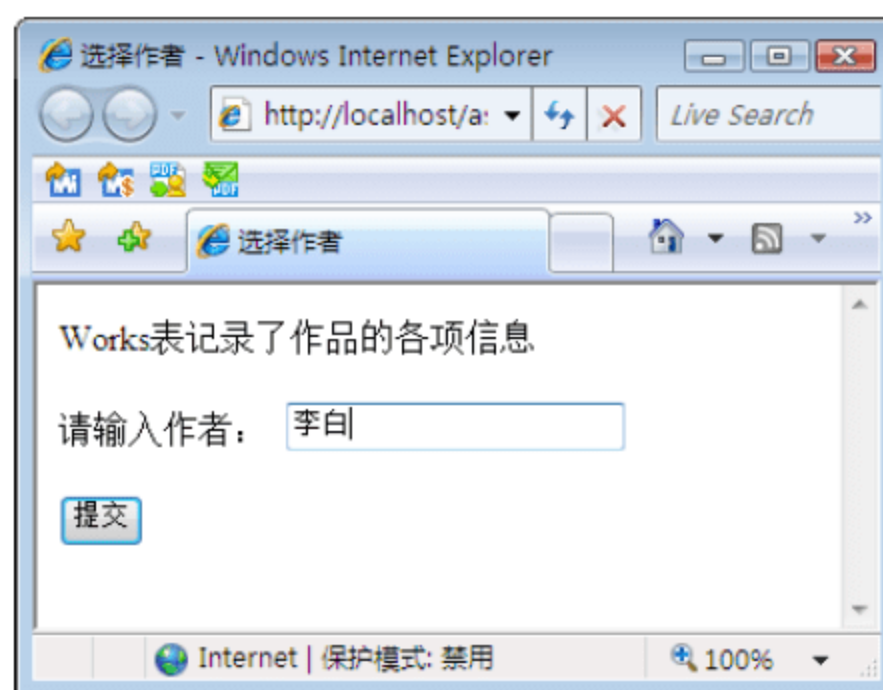 选择作者 - Windows Internet Explorer
http://localhost/a
Live Search
选择作者
Works表记录了作品的各项信息
请输入作者： 李白
提交
Internet | 保护模式: 禁用
100%